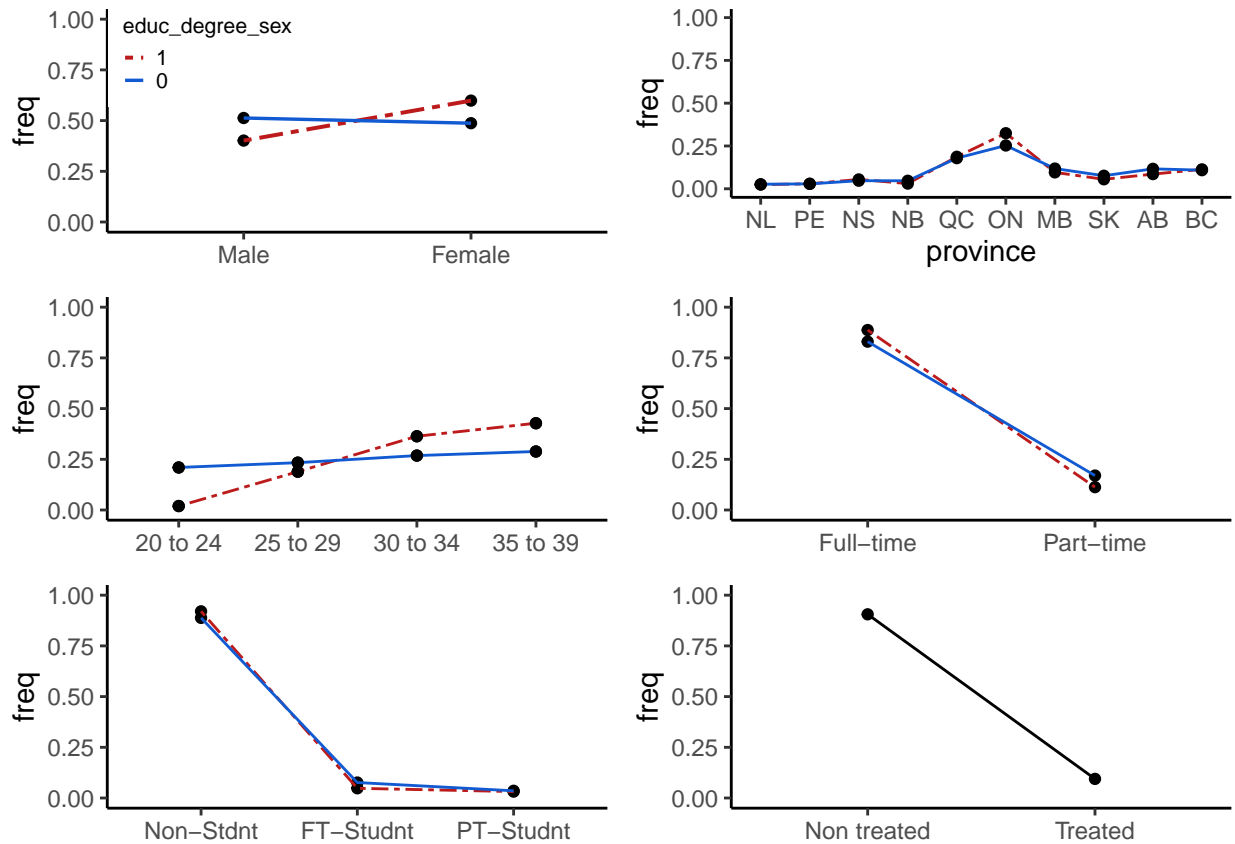 educ_degree_sex
1
0
freq
1.00
0.75
0.50
0.25
0.00
Male Female
freq
1.00
0.75
0.50
0.25
0.00
NL PE NS NB QC ON MB SK AB BC
province
freq
1.00
0.75
0.50
0.25
0.00
20 to 24 25 to 29 30 to 34 35 to 39
freq
1.00
0.75
0.50
0.25
0.00
Full−time Part−time
freq
1.00
0.75
0.50
0.25
0.00
Non−Stdnt FT−Studnt PT−Studnt
freq
1.00
0.75
0.50
0.25
0.00
Non treated Treated